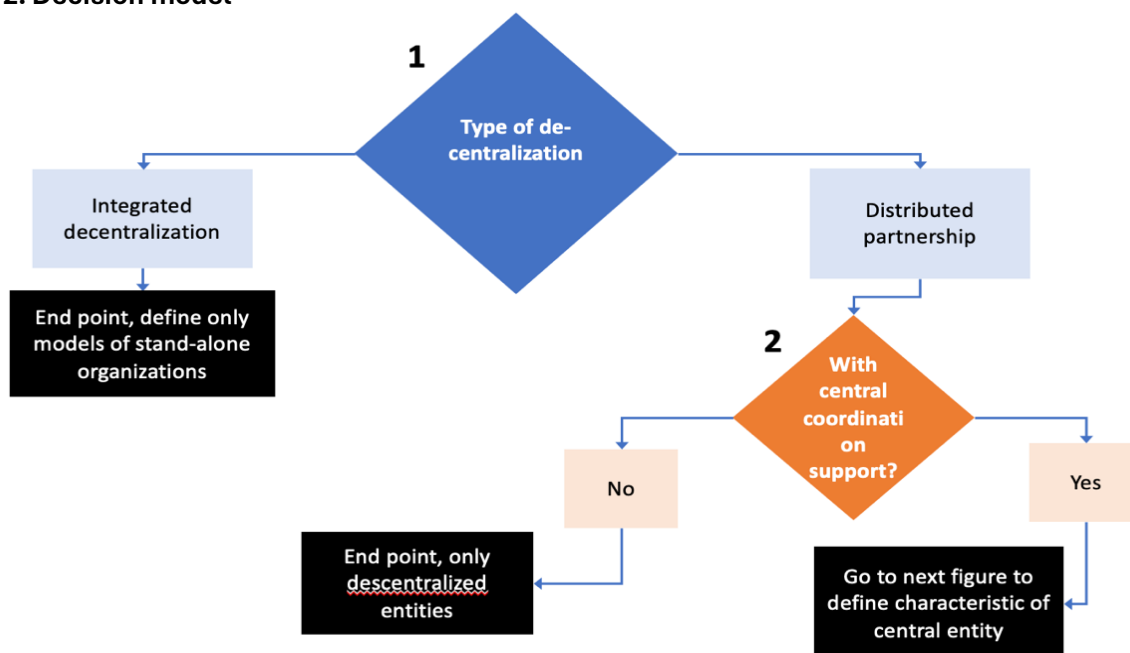 2. Decision model
1
Type of de-
centralization
Integrated
decentralization
Distributed
partnership
End point, define only
models of stand-alone
organizations
2
With
central
coordinati
on
support?
No
Yes
End point, only
descentralized
entities
Go to next figure to
define characteristic of
central entity